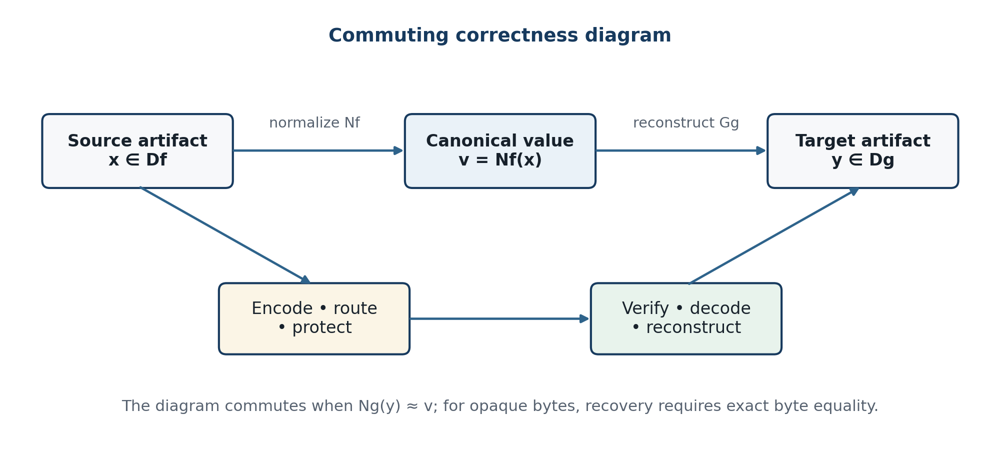 Commuting correctness diagram
normalize Nf
reconstruct Gg
Source artifact
x ∈ Df
Canonical value
v = Nf(x)
Target artifact
y ∈ Dg
Encode • route
• protect
Verify • decode
• reconstruct
The diagram commutes when Ng(y) ≈ v; for opaque bytes, recovery requires exact byte equality.